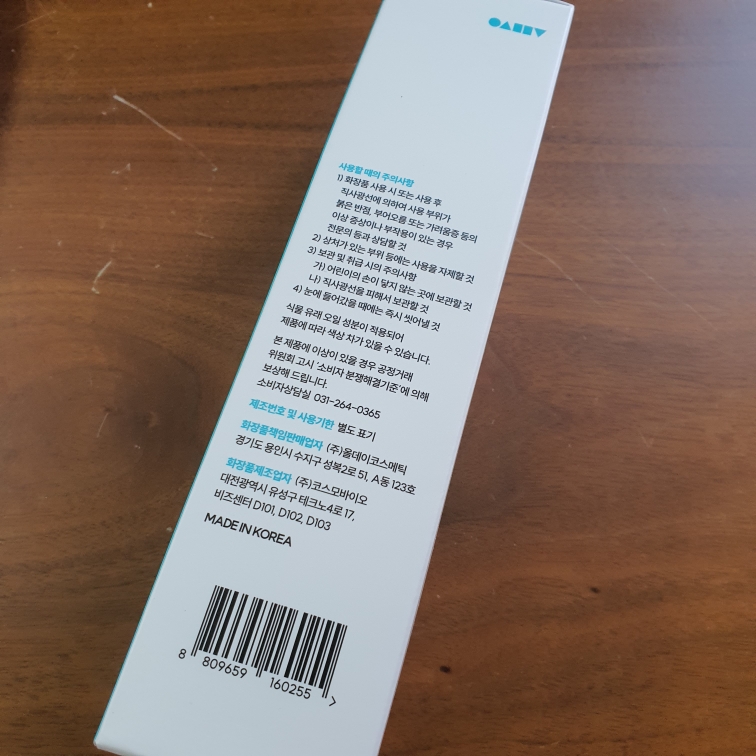 사용할 때의 주의사항
1) 화장품 사용 시 또는 사용 후
직사광선에 의하여 사용 부위가
붉은 반점, 부어오름 또는 가려움증 등의
이상 증상이나 부작용이 있는 경우
전문의 등과 상담할 것
2) 상처가 있는 부위 등에는 사용을 자제할 것
3) 보관 및 취급 시의 주의사항
가) 어린이의 손이 닿지 않는 곳에 보관할 것
나) 직사광선을 피해서 보관할 것
4) 눈에 들어갔을 때에는 즉시 씻어낼 것
식물 유래 오일 성분이 적용되어
제품에 따라 색상 차가 있을 수 있습니다.
본 제품에 이상이 있을 경우 공정거래
위원회 고시 '소비자 분쟁해결기준'에 의해
보상해 드립니다.
소비자상담실 031-264-0365
제조번호 및 사용기한 별도 표기
화장품책임판매업자 (주)올데이코스메틱
경기도 용인시 수지구 성복2로 51, A동 123호
화장품제조업자 (주)코스모바이오
대전광역시 유성구 테크노4로 17,
비즈센터 D101, D102, D103
MADE IN KOREA
8 809659 160255 >